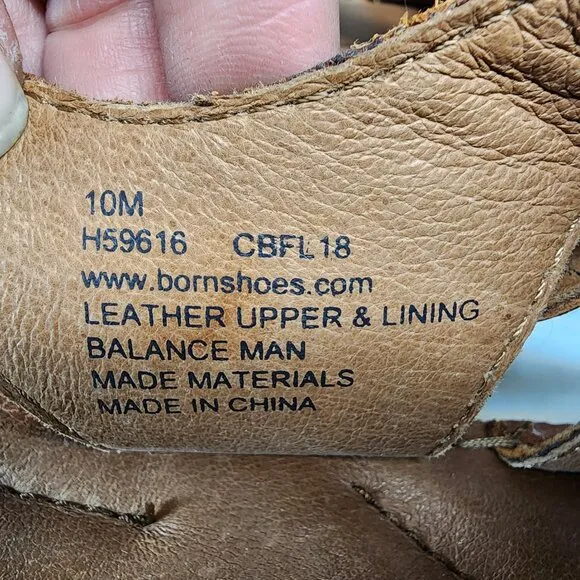 10M
H59616 CBFL18
www.bornshoes.com
LEATHER UPPER & LINING
BALANCE MAN
MADE MATERIALS
MADE IN CHINA